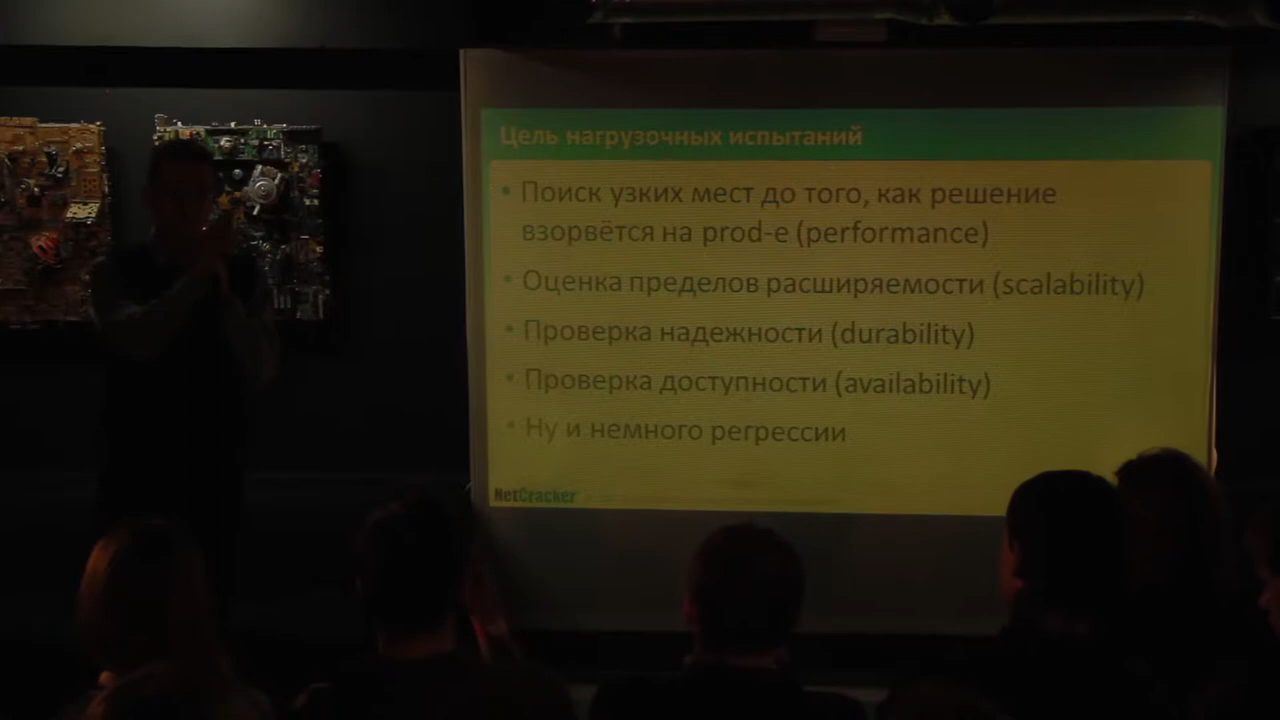 Цель нагрузочных испытаний
• Поиск узких мест до того, как решение
взорвётся на prod-е (performance)
• Оценка пределов расширяемости (scalability)
• Проверка надежности (durability)
• Проверка доступности (availability)
• Ну и немного регрессии
NetCracker